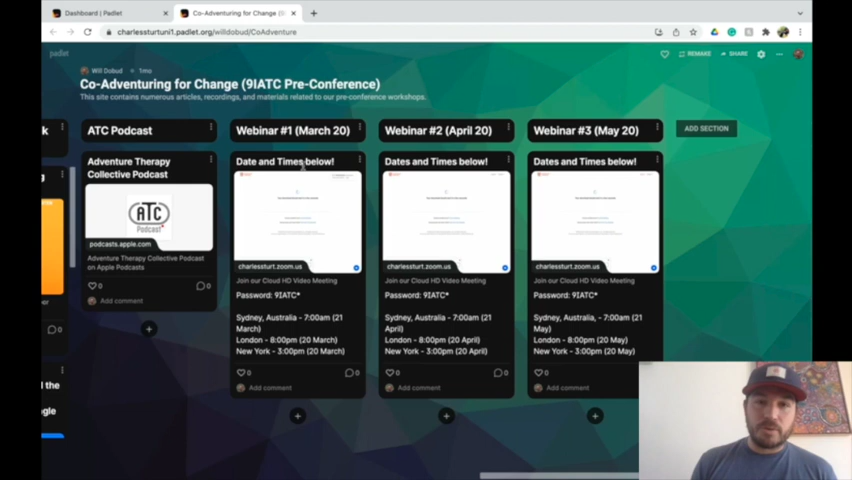 Dashboard | Padlet
Co-Adventuring for Change (9I
charlessturtuni1.padlet.org/willdobud/CoAdventure
padlet
REMAKE
SHARE
Will Dobud
1mo
Co-Adventuring for Change (9IATC Pre-Conference)
This site contains numerous articles, recordings, and materials related to our pre-conference workshops.
k
ATC Podcast
Webinar #1 (March 20)
Webinar #2 (April 20)
Webinar #3 (May 20)
ADD SECTION
g
Adventure Therapy
Collective Podcast
ATC
podcasts.apple.com
Adventure Therapy Collective Podcast
on Apple Podcasts
0
0
Add comment
Date and Times below!
charlessturt.zoom.us
Join our Cloud HD Video Meeting
Password: 9IATC*
Sydney, Australia - 7:00am (21
March)
London - 8:00pm (20 March)
New York - 3:00pm (20 March)
0
0
Add comment
Dates and Times below!
charlessturt.zoom.us
Join our Cloud HD Video Meeting
Password: 9IATC*
Sydney, Australia - 7:00am (21
April)
London - 8:00pm (20 April)
New York - 3:00pm (20 April)
0
0
Add comment
Dates and Times below!
charlessturt.zoom.us
Join our Cloud HD Video Meeting
Password: 9IATC*
Sydney, Australia, - 7:00am (21
May)
London - 8:00pm (20 May)
New York - 3:00pm (20 May)
0
Add comment
er
0
d the
ngle